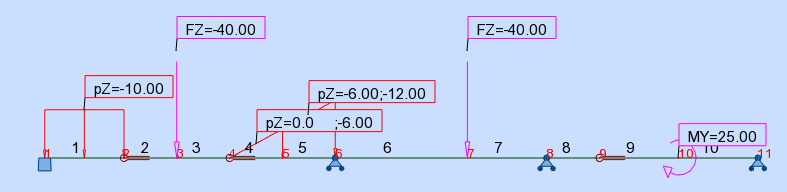 FZ=-40.00 FZ=-40.00
pZ=-10.00 pZ=-6.00;-12.00
pZ=0.0 ;-6.00
MY=25.00
1 2 3 4 5 6 7 8 9 10
1 2 3 4 5 6 7 8 9 10 11